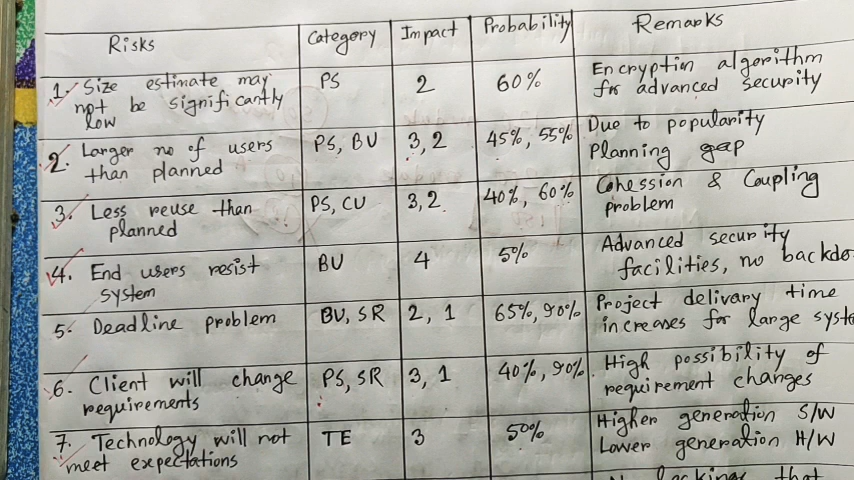 Risks Category Impact Probability Remarks
1. Size estimate may PS 2 60% Encryption algorithm
not be significantly for advanced security
low
2. Larger no of users PS, BU 3, 2 45%, 55% Due to popularity
than planned Planning gap
3. Less reuse than PS, CU 3, 2 40%, 60% Cohession & Coupling
planned problem
4. End users resist BU 4 5% Advanced security
system facilities, no backdo
5. Deadline problem BU, SR 2, 1 65%, 90% Project delivary time
increases for large syste
6. Client will change PS, SR 3, 1 40%, 90% High possibility of
requirements requirement changes
7. Technology will not TE 3 50% Higher generation S/W
meet expectations Lower generation H/W
lackings that